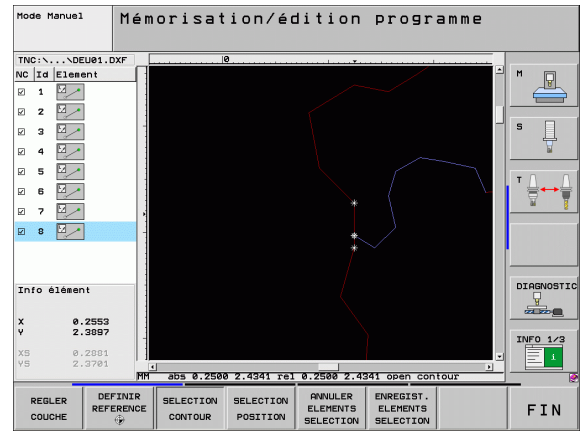 Mode Manuel
Mémorisation/édition programme
TNC:\...\DEU01.DXF
0
NC Id Element
1
2
3
4
5
6
7
8
M
S
T
DIAGNOSTIC
INFO 1/3
i
Info élément
X 0.2553
Y 2.3897
XS 0.2881
YS 2.3701
MM abs 0.2500 2.4341 rel 0.2500 2.4341 open contour
REGLER COUCHE
DEFINIR REFERENCE
SELECTION CONTOUR
SELECTION POSITION
ANNULER ELEMENTS SELECTION
ENREGIST. ELEMENTS SELECTION
FIN